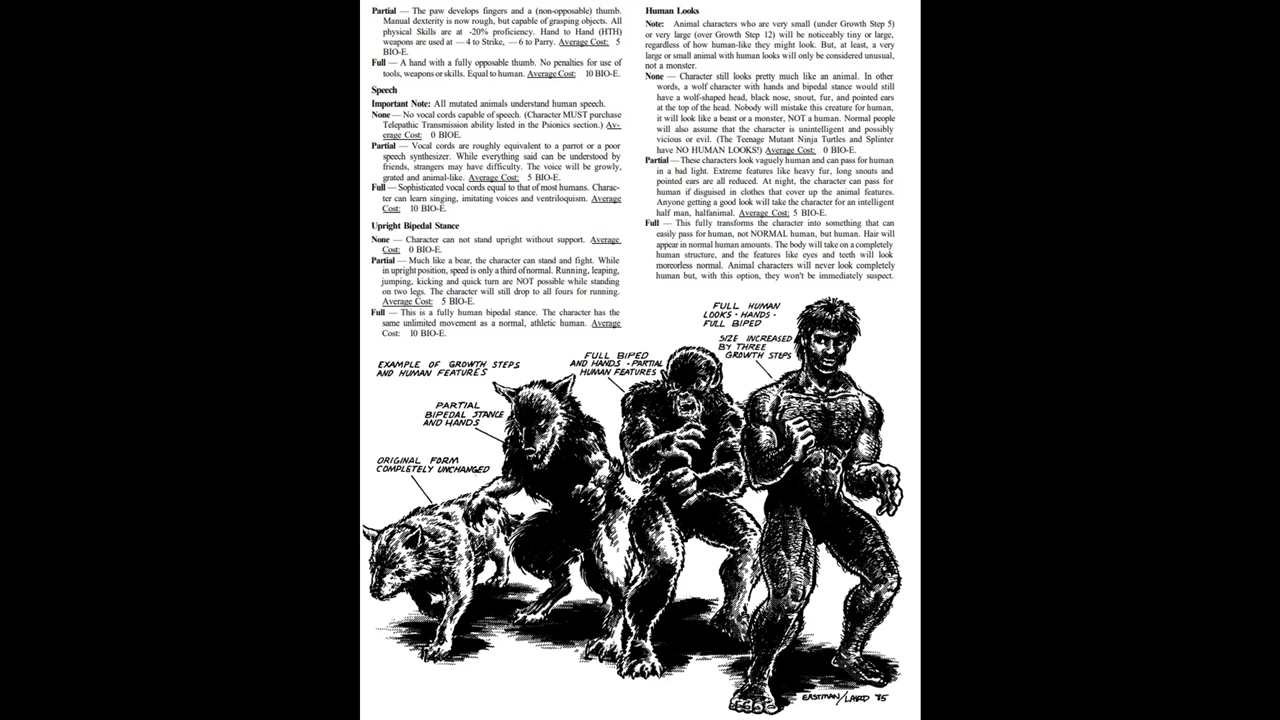 Partial — The paw develops fingers and a (non-opposable) thumb.
Manual dexterity is now rough, but capable of grasping objects. All
physical Skills are at -20% proficiency. Hand to Hand (HTH)
weapons are used at — 4 to Strike, — 6 to Parry. Average Cost: 5
BIO-E.
Full — A hand with a fully opposable thumb. No penalties for use of
tools, weapons or skills. Equal to human. Average Cost: 10 BIO-E.
Speech
Important Note: All mutated animals understand human speech.
None — No vocal cords capable of speech. (Character MUST purchase
Telepathic Transmission ability listed in the Psionics section.) Av-
erage Cost: 0 BIOE.
Partial — Vocal cords are roughly equivalent to a parrot or a poor
speech synthesizer. While everything said can be understood by
friends, strangers may have difficulty. The voice will be growly,
grated and animal-like. Average Cost: 5 BIO-E.
Full — Sophisticated vocal cords equal to that of most humans. Charac-
ter can learn singing, imitating voices and ventriloquism. Average
Cost: 10 BIO-E.
Upright Bipedal Stance
None — Character can not stand upright without support. Average
Cost: 0 BIO-E.
Partial — Much like a bear, the character can stand and fight. While
in upright position, speed is only a third of normal. Running, leaping,
jumping, kicking and quick turn are NOT possible while standing
on two legs. The character will still drop to all fours for running.
Average Cost: 5 BIO-E.
Full — This is a fully human bipedal stance. The character has the
same unlimited movement as a normal, athletic human. Average
Cost: 10 BIO-E.
Human Looks
Note: Animal characters who are very small (under Growth Step 5)
or very large (over Growth Step 12) will be noticeably tiny or large,
regardless of how human-like they might look. But, at least, a very
large or small animal with human looks will only be considered unusual,
not a monster.
None — Character still looks pretty much like an animal. In other
words, a wolf character with hands and bipedal stance would still
have a wolf-shaped head, black nose, snout, fur, and pointed ears
at the top of the head. Nobody will mistake this creature for human,
it will look like a beast or a monster, NOT a human. Normal people
will also assume that the character is unintelligent and possibly
vicious or evil. (The Teenage Mutant Ninja Turtles and Splinter
have NO HUMAN LOOKS!) Average Cost: 0 BIO-E.
Partial — These characters look vaguely human and can pass for human
in a bad light. Extreme features like heavy fur, long snouts and
pointed ears are all reduced. At night, the character can pass for
human if disguised in clothes that cover up the animal features.
Anyone getting a good look will take the character for an intelligent
half man, halfanimal. Average Cost: 5 BIO-E.
Full — This fully transforms the character into something that can
easily pass for human, not NORMAL human, but human. Hair will
appear in normal human amounts. The body will take on a completely
human structure, and the features like eyes and teeth will look
moreorless normal. Animal characters will never look completely
human but, with this option, they won't be immediately suspect.
EXAMPLE OF GROWTH STEPS
AND HUMAN FEATURES
ORIGINAL FORM
COMPLETELY UNCHANGED
PARTIAL
BIPEDAL STANCE
AND HANDS
FULL BIPED
AND HANDS - PARTIAL
HUMAN FEATURES
FULL HUMAN
LOOKS - HANDS -
FULL BIPED
SIZE INCREASED
BY THREE
GROWTH STEPS
EASTMAN/LAIRD '85